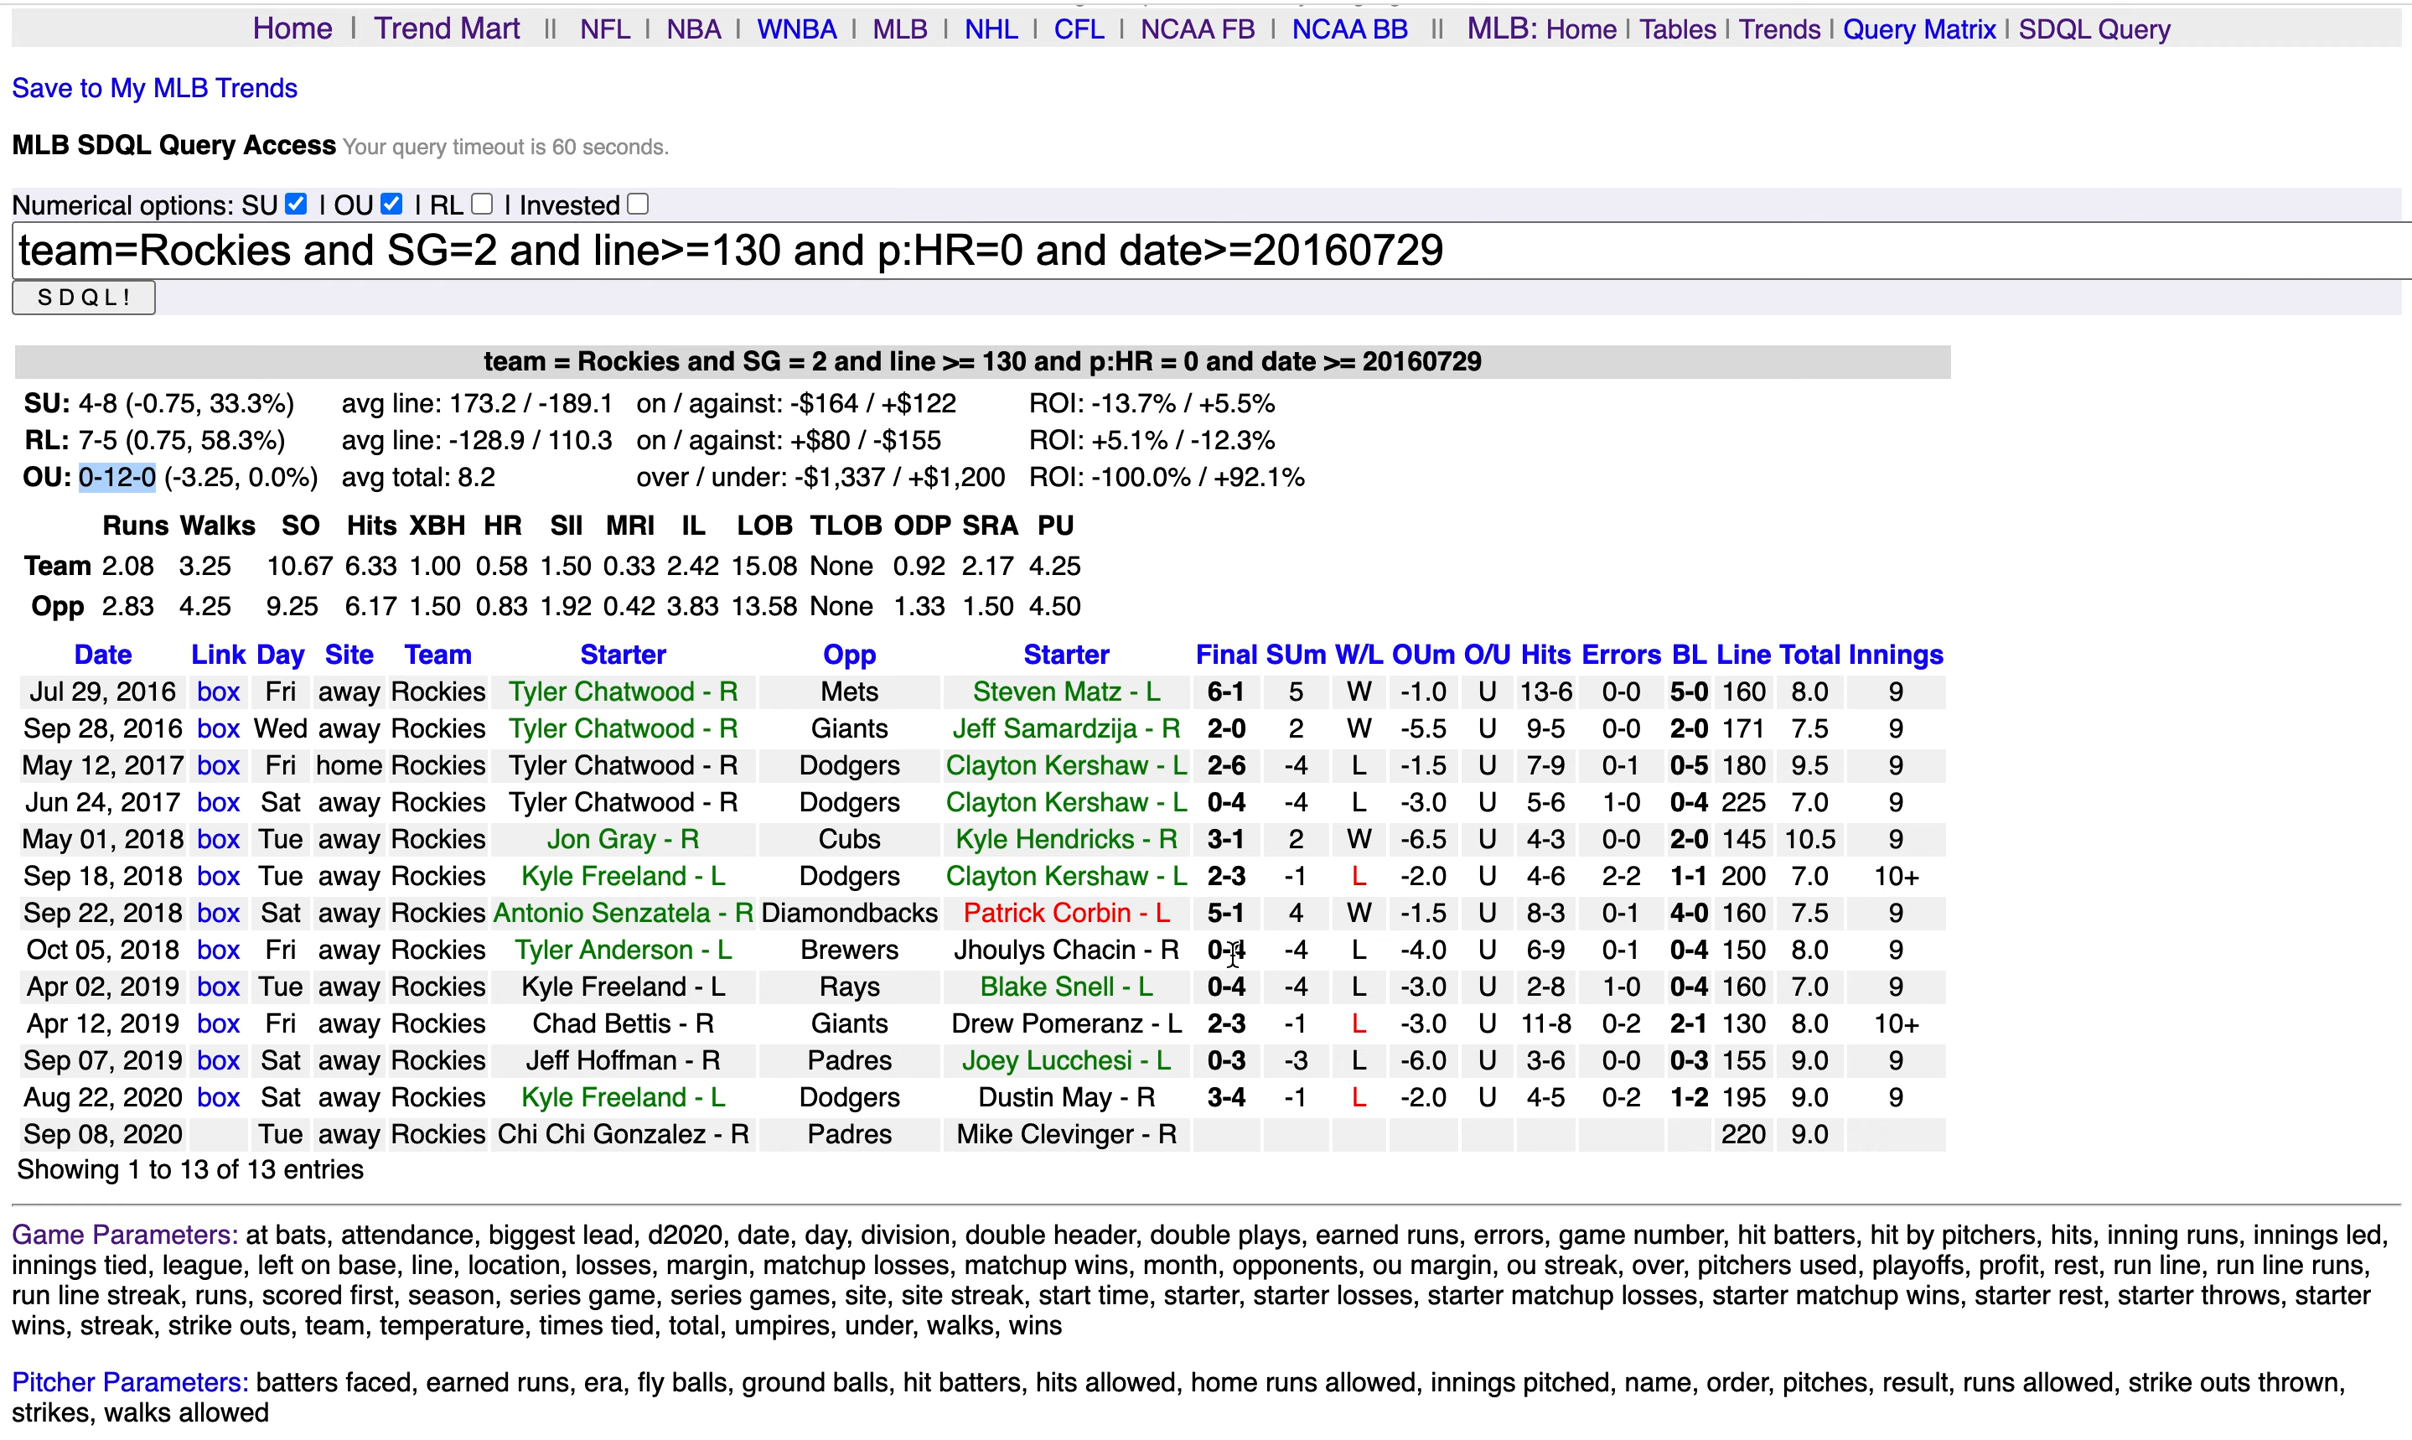 Home | Trend Mart || NFL | NBA | WNBA | MLB | NHL | CFL | NCAA FB | NCAA BB || MLB: Home | Tables | Trends | Query Matrix | SDQL Query
Save to My MLB Trends
MLB SDQL Query Access Your query timeout is 60 seconds.
Numerical options: SU | OU | RL | Invested
team=Rockies and SG=2 and line>=130 and p:HR=0 and date>=20160729
S D Q L !
team = Rockies and SG = 2 and line >= 130 and p:HR = 0 and date >= 20160729
SU: 4-8 (-0.75, 33.3%) avg line: 173.2 / -189.1 on / against: -$164 / +$122 ROI: -13.7% / +5.5%
RL: 7-5 (0.75, 58.3%) avg line: -128.9 / 110.3 on / against: +$80 / -$155 ROI: +5.1% / -12.3%
OU: 0-12-0 (-3.25, 0.0%) avg total: 8.2 over / under: -$1,337 / +$1,200 ROI: -100.0% / +92.1%
Runs Walks SO Hits XBH HR SII MRI IL LOB TLOB ODP SRA PU
Team 2.08 3.25 10.67 6.33 1.00 0.58 1.50 0.33 2.42 15.08 None 0.92 2.17 4.25
Opp 2.83 4.25 9.25 6.17 1.50 0.83 1.92 0.42 3.83 13.58 None 1.33 1.50 4.50
Date Link Day Site Team Starter Opp Starter Final SUm W/L OUm O/U Hits Errors BL Line Total Innings
Jul 29, 2016 box Fri away Rockies Tyler Chatwood - R Mets Steven Matz - L 6-1 5 W -1.0 U 13-6 0-0 5-0 160 8.0 9
Sep 28, 2016 box Wed away Rockies Tyler Chatwood - R Giants Jeff Samardzija - R 2-0 2 W -5.5 U 9-5 0-0 2-0 171 7.5 9
May 12, 2017 box Fri home Rockies Tyler Chatwood - R Dodgers Clayton Kershaw - L 2-6 -4 L -1.5 U 7-9 0-1 0-5 180 9.5 9
Jun 24, 2017 box Sat away Rockies Tyler Chatwood - R Dodgers Clayton Kershaw - L 0-4 -4 L -3.0 U 5-6 1-0 0-4 225 7.0 9
May 01, 2018 box Tue away Rockies Jon Gray - R Cubs Kyle Hendricks - R 3-1 2 W -6.5 U 4-3 0-0 2-0 145 10.5 9
Sep 18, 2018 box Tue away Rockies Kyle Freeland - L Dodgers Clayton Kershaw - L 2-3 -1 L -2.0 U 4-6 2-2 1-1 200 7.0 10+
Sep 22, 2018 box Sat away Rockies Antonio Senzatela - R Diamondbacks Patrick Corbin - L 5-1 4 W -1.5 U 8-3 0-1 4-0 160 7.5 9
Oct 05, 2018 box Fri away Rockies Tyler Anderson - L Brewers Jhoulys Chacin - R 0-4 -4 L -4.0 U 6-9 0-1 0-4 150 8.0 9
Apr 02, 2019 box Tue away Rockies Kyle Freeland - L Rays Blake Snell - L 0-4 -4 L -3.0 U 2-8 1-0 0-4 160 7.0 9
Apr 12, 2019 box Fri away Rockies Chad Bettis - R Giants Drew Pomeranz - L 2-3 -1 L -3.0 U 11-8 0-2 2-1 130 8.0 10+
Sep 07, 2019 box Sat away Rockies Jeff Hoffman - R Padres Joey Lucchesi - L 0-3 -3 L -6.0 U 3-6 0-0 0-3 155 9.0 9
Aug 22, 2020 box Sat away Rockies Kyle Freeland - L Dodgers Dustin May - R 3-4 -1 L -2.0 U 4-5 0-2 1-2 195 9.0 9
Sep 08, 2020 Tue away Rockies Chi Chi Gonzalez - R Padres Mike Clevinger - R 220 9.0
Showing 1 to 13 of 13 entries
Game Parameters: at bats, attendance, biggest lead, d2020, date, day, division, double header, double plays, earned runs, errors, game number, hit batters, hit by pitchers, hits, inning runs, innings led,
innings tied, league, left on base, line, location, losses, margin, matchup losses, matchup wins, month, opponents, ou margin, ou streak, over, pitchers used, playoffs, profit, rest, run line, run line runs,
run line streak, runs, scored first, season, series game, series games, site, site streak, start time, starter, starter losses, starter matchup losses, starter matchup wins, starter rest, starter throws, starter
wins, streak, strike outs, team, temperature, times tied, total, umpires, under, walks, wins
Pitcher Parameters: batters faced, earned runs, era, fly balls, ground balls, hit batters, hits allowed, home runs allowed, innings pitched, name, order, pitches, result, runs allowed, strike outs thrown,
strikes, walks allowed